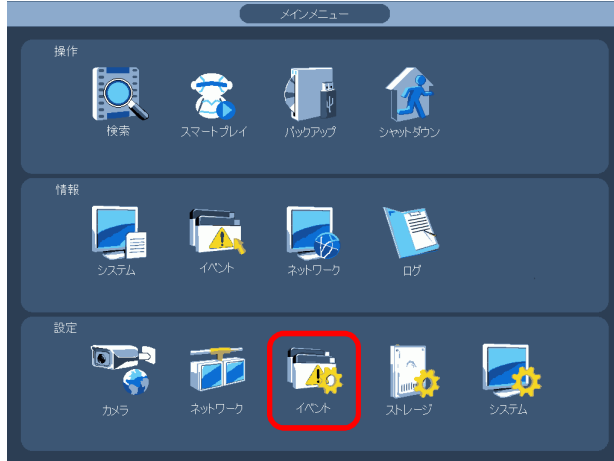 メインメニュー
操作
検索 スマートプレイ バックアップ シャットダウン
情報
システム イベント ネットワーク ログ
設定
カメラ ネットワーク イベント ストレージ システム